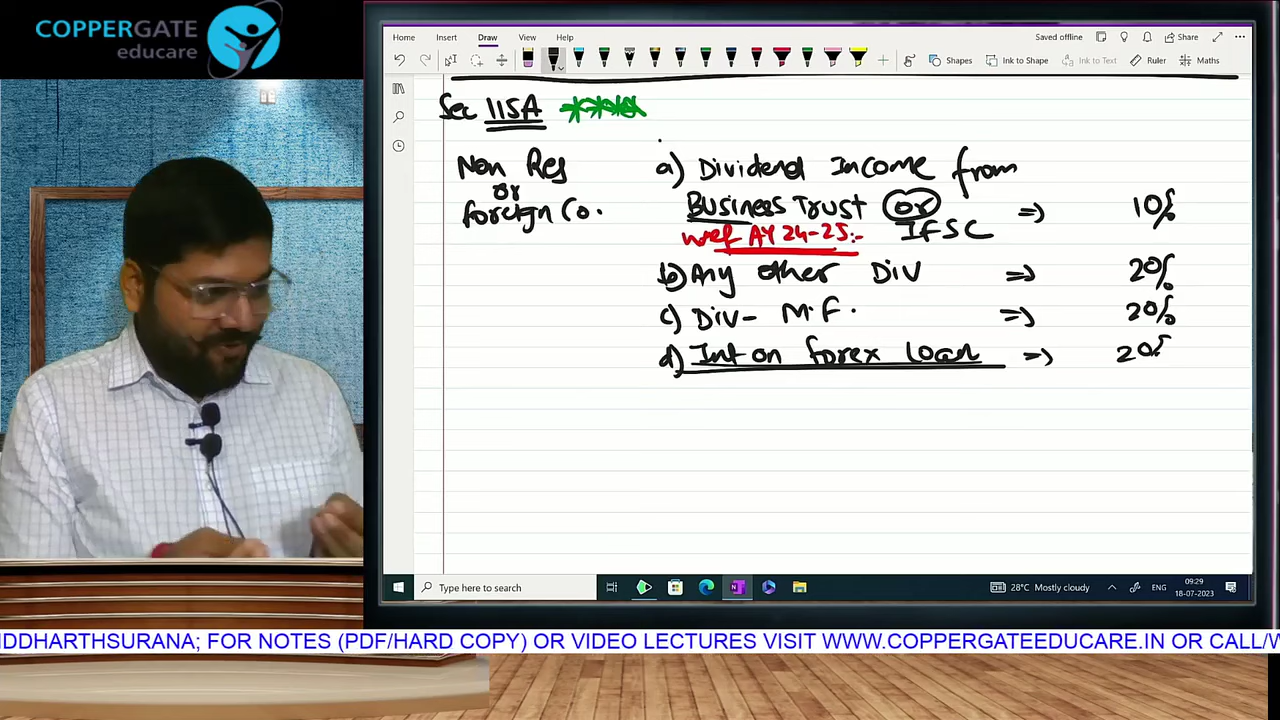 COPPERGATE
educare
Home Insert Draw View Help
Saved offline
Share
Shapes
Ink to Shape
Ink to Text
Ruler
Maths
Sec 115A
Non Res
or
foreign Co.
a) Dividend Income from
Business Trust or => 10%
wef AY 24-25:- IFSC
b) Any other Div => 20%
c) Div- M.F. => 20%
d) Int on forex loan => 20%
Type here to search
28°C Mostly cloudy
ENG
09:29
18-07-2023
IDDHARTHSURANA; FOR NOTES (PDF/HARD COPY) OR VIDEO LECTURES VISIT WWW.COPPERGATEEDUCARE.IN OR CALL/W